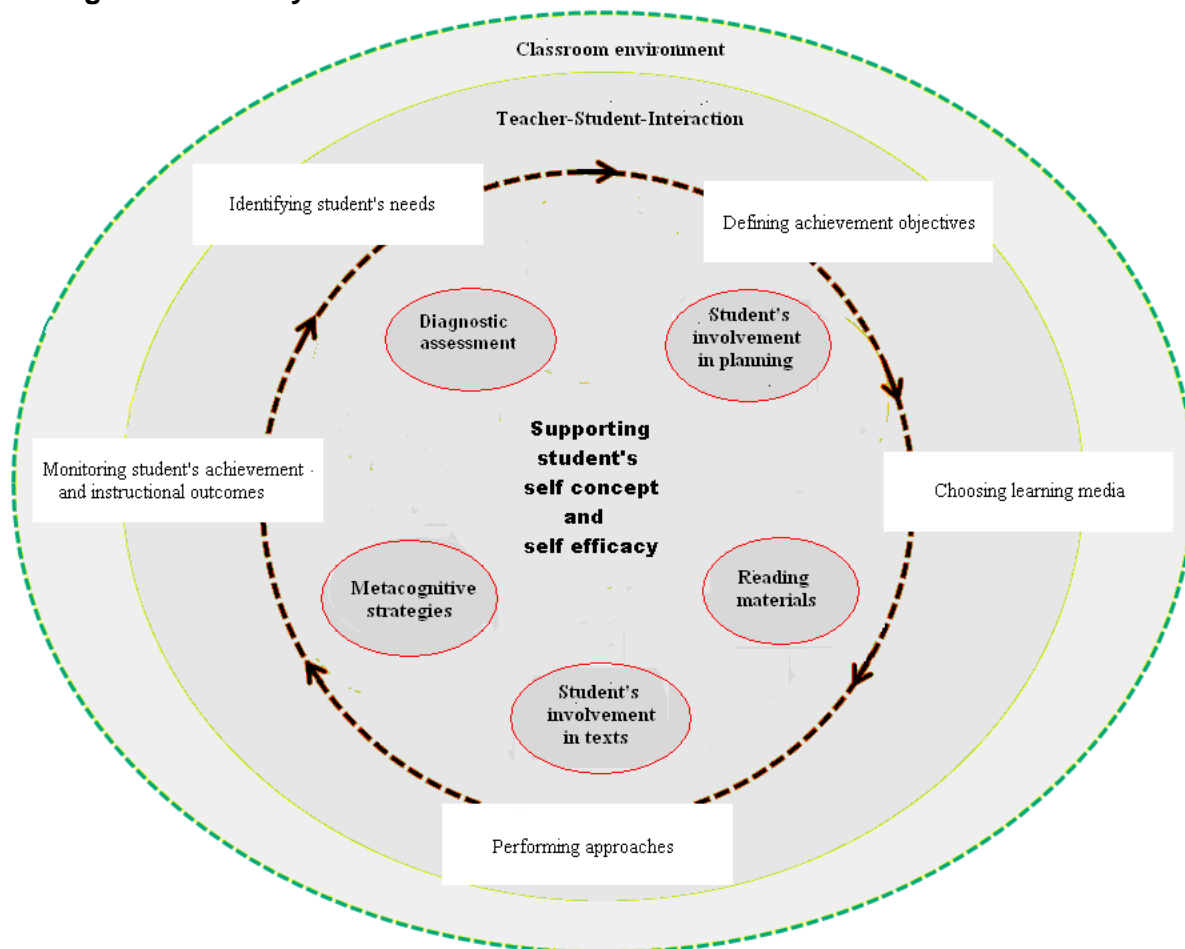 Classroom environment
Teacher-Student-Interaction
Identifying student's needs
Defining achievement objectives
Diagnostic
assessment
Student's
involvement
in planning
Supporting
student's
self concept
and
self efficacy
Monitoring student's achievement
and instructional outcomes
Choosing learning media
Metacognitive
strategies
Reading
materials
Student's
involvement
in texts
Performing approaches